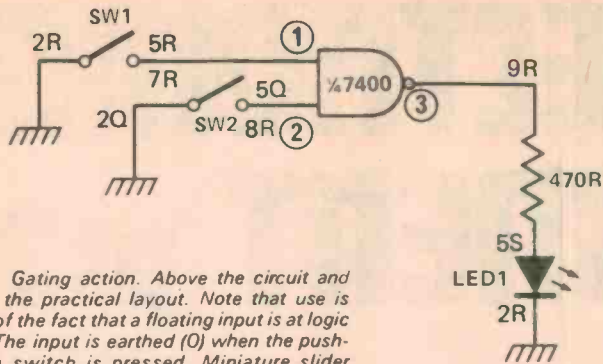 SW1
2R
5R
1
7R
5Q
¼7400
9R
3
2Q
SW2
8R
2
470R
5S
LED1
2R
Gating action. Above the circuit and
the practical layout. Note that use is
of the fact that a floating input is at logic
The input is earthed (0) when the push-
switch is pressed. Miniature slider